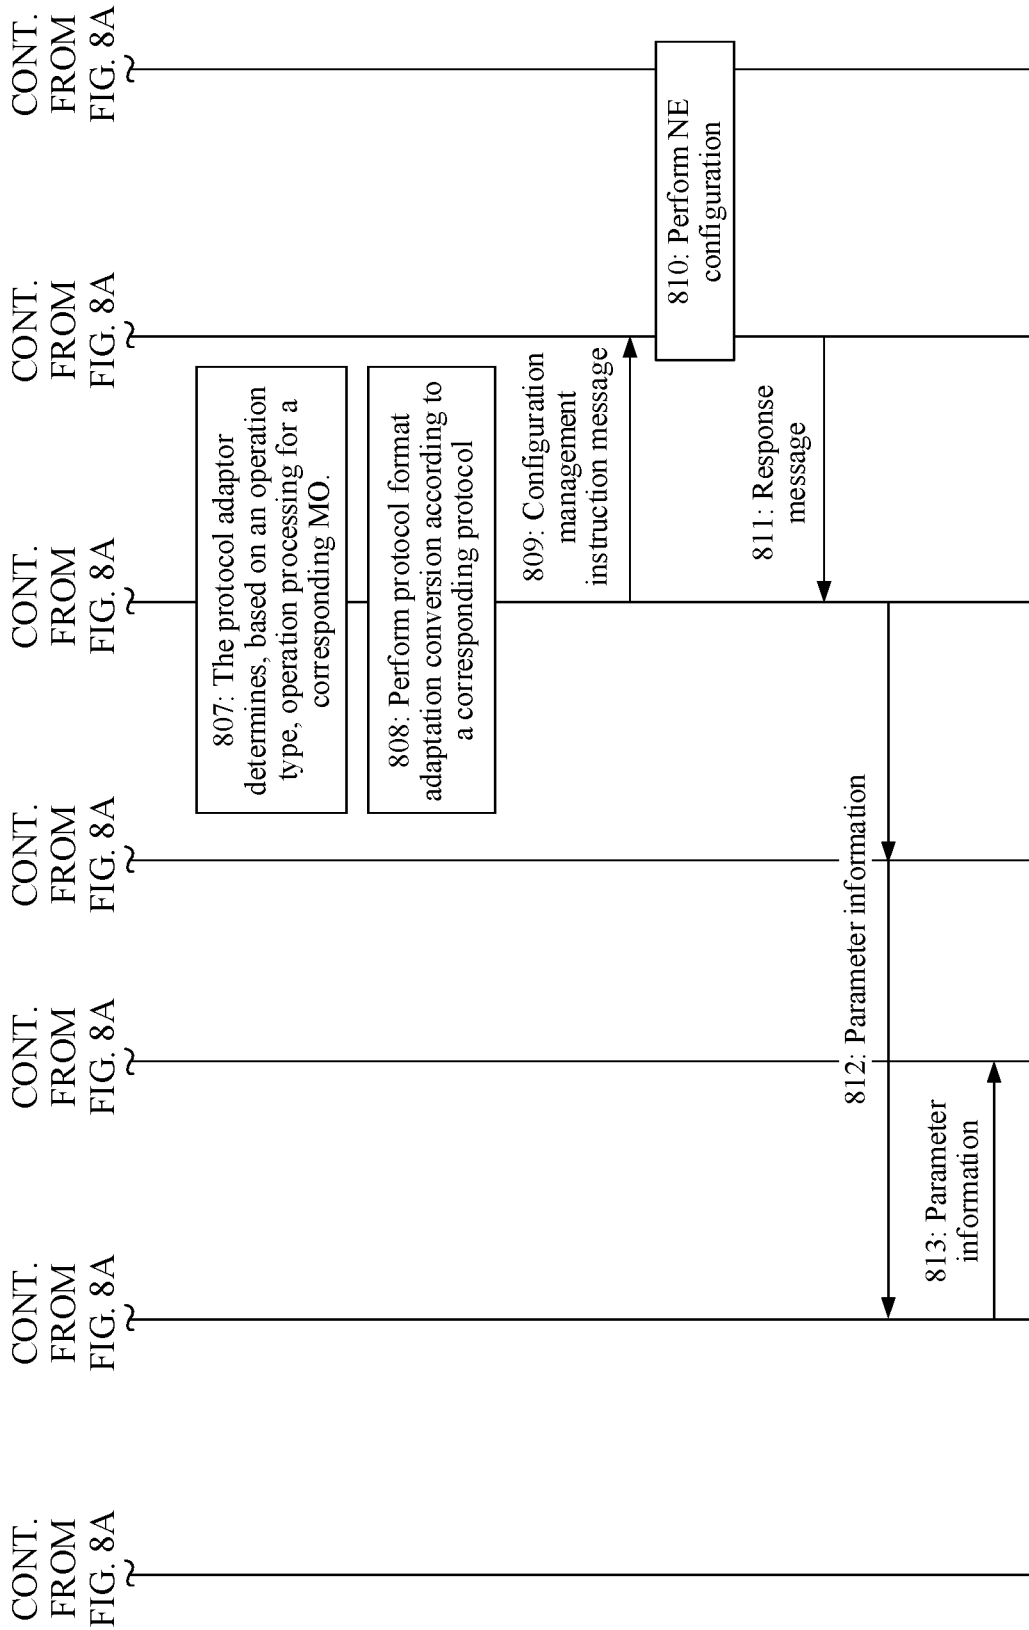 CONT.
FROM
FIG. 8A
CONT.
FROM
FIG. 8A
CONT.
FROM
FIG. 8A
CONT.
FROM
FIG. 8A
CONT.
FROM
FIG. 8A
CONT.
FROM
FIG. 8A
CONT.
FROM
FIG. 8A
807: The protocol adaptor
determines, based on an operation
type, operation processing for a
corresponding MO.
808: Perform protocol format
adaptation conversion according to
a corresponding protocol
809: Configuration
management
instruction message
810: Perform NE
configuration
811: Response
message
812: Parameter information
813: Parameter
information